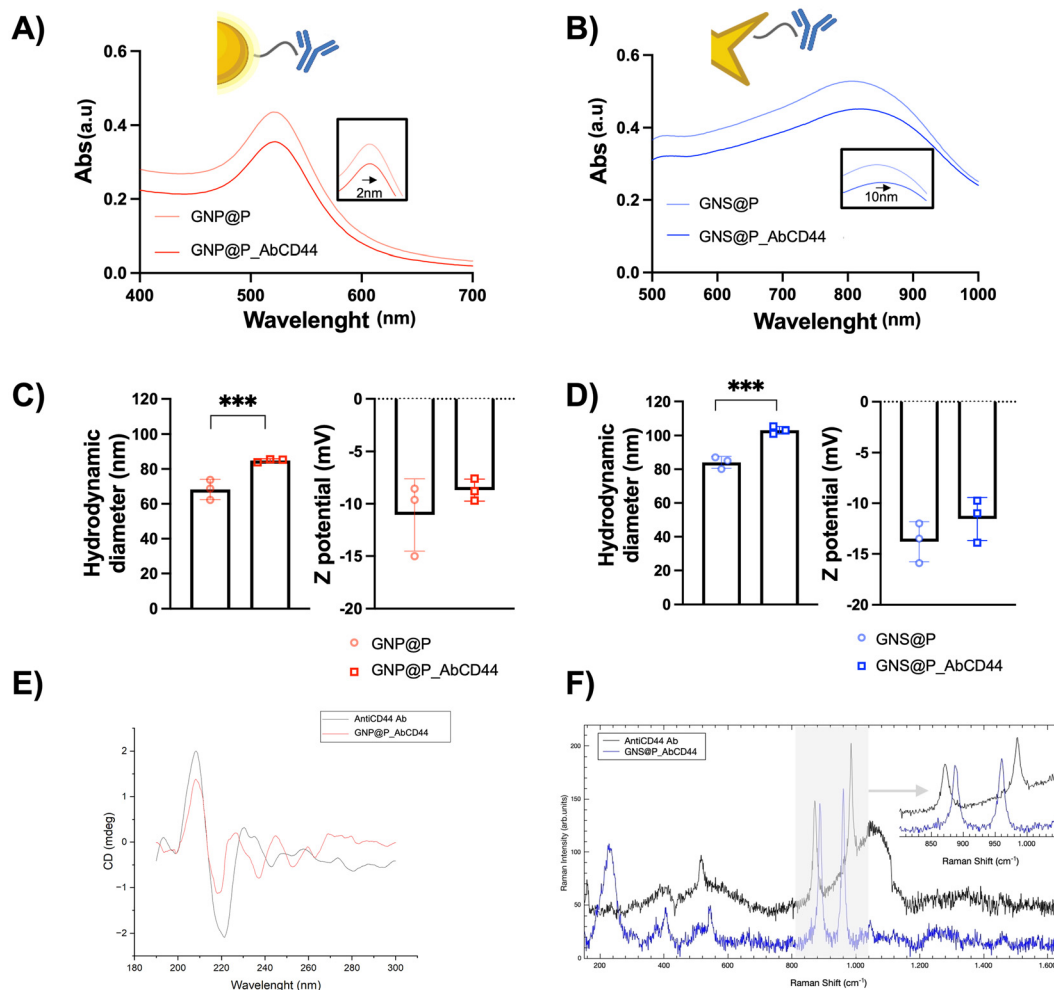 A)
B)
0.6
0.4
0.2
0.0
Abs(a.u)
2nm
GNP@P
GNP@P_AbCD44
400
500
600
700
Wavelenght (nm)
0.6
0.4
0.2
0.0
Abs (a.u)
10nm
GNS@P
GNS@P_AbCD44
500
600
700
800
900
1000
Wavelenght (nm)
C)
D)
***
120
100
80
60
40
20
0
Hydrodynamic
diameter (nm)
0
-5
-10
-15
-20
Z potential (mV)
GNP@P
GNP@P_AbCD44
***
120
100
80
60
40
20
0
Hydrodynamic
diameter (nm)
0
-5
-10
-15
-20
Z potential (mV)
GNS@P
GNS@P_AbCD44
E)
F)
AntiCD44 Ab
GNP@P_AbCD44
2
1
0
-1
-2
CD (mdeg)
180
200
220
240
260
280
300
Wavelenght (nm)
AntiCD44 Ab
GNS@P_AbCD44
200
150
100
50
0
Raman Intensity (arb.units)
200
400
600
800
1.000
1.200
1.400
1.600
Raman Shift (cm⁻¹)
850
900
950
1.000
Raman Shift (cm⁻¹)